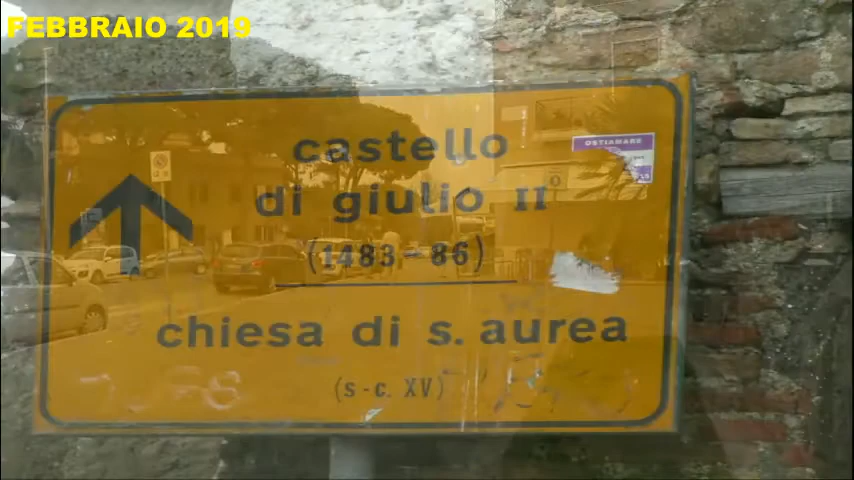 FEBBRAIO 2019
castello
OSTIAMARE
di giulio II
(1483-86)
chiesa di s. aurea
(s-c. XV)